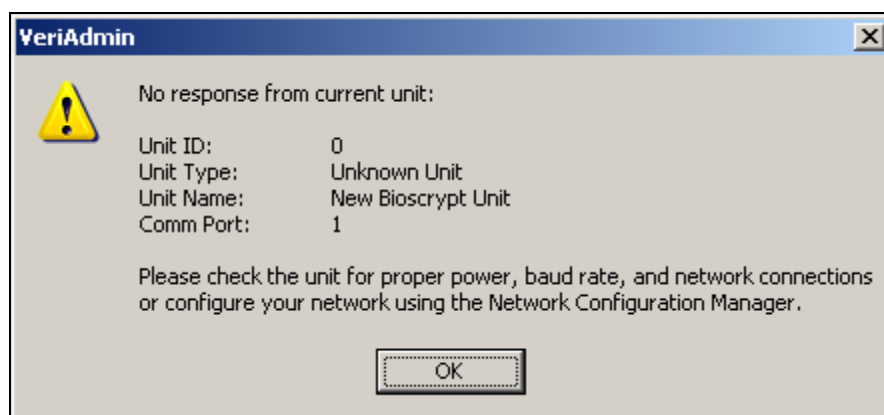 VeriAdmin
No response from current unit:
Unit ID: 0
Unit Type: Unknown Unit
Unit Name: New Bioscrypt Unit
Comm Port: 1
Please check the unit for proper power, baud rate, and network connections
or configure your network using the Network Configuration Manager.
OK